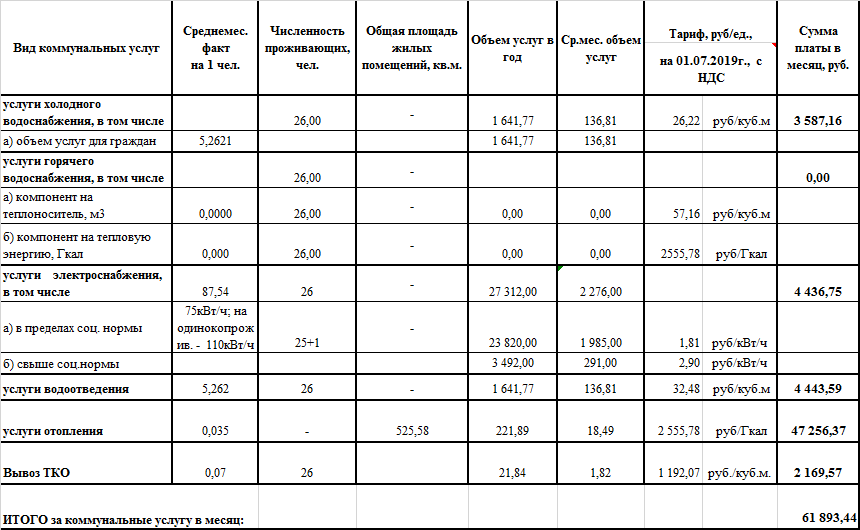 Вид коммунальных услуг
Среднемес.
факт
на 1 чел.
Численность
проживающих,
чел.
Общая площадь
жилых
помещений, кв.м.
Объем услуг в
год
Ср.мес. объем
услуг
Тариф, руб/ед.,
на 01.07.2019г., с
НДС
Сумма
платы в
месяц, руб.
услуги холодного
водоснабжения, в том числе
26,00
-
1 641,77
136,81
26,22 руб/куб.м
3 587,16
а) объем услуг для граждан
5,2621
1 641,77
136,81
услуги горячего
водоснабжения, в том числе
26,00
-
0,00
а) компонент на
теплоноситель, м3
0,0000
26,00
-
0,00
0,00
57,16 руб/куб.м
б) компонент на тепловую
энергию, Гкал
0,000
26,00
-
0,00
0,00
2555,78 руб/Гкал
услуги электроснабжения,
в том числе
87,54
26
-
27 312,00
2 276,00
4 436,75
а) в пределах соц. нормы
75кВт/ч; на
одинокопрож
ив. - 110кВт/ч
25+1
-
23 820,00
1 985,00
1,81 руб/кВт/ч
б) свыше соц.нормы
3 492,00
291,00
2,90 руб/кВт/ч
услуги водоотведения
5,262
26
-
1 641,77
136,81
32,48 руб/куб.м
4 443,59
услуги отопления
0,035
-
525,58
221,89
18,49
2 555,78 руб/Гкал
47 256,37
Вывоз ТКО
0,07
26
21,84
1,82
1 192,07 руб./куб.м.
2 169,57
ИТОГО за коммунальные услугу в месяц:
61 893,44